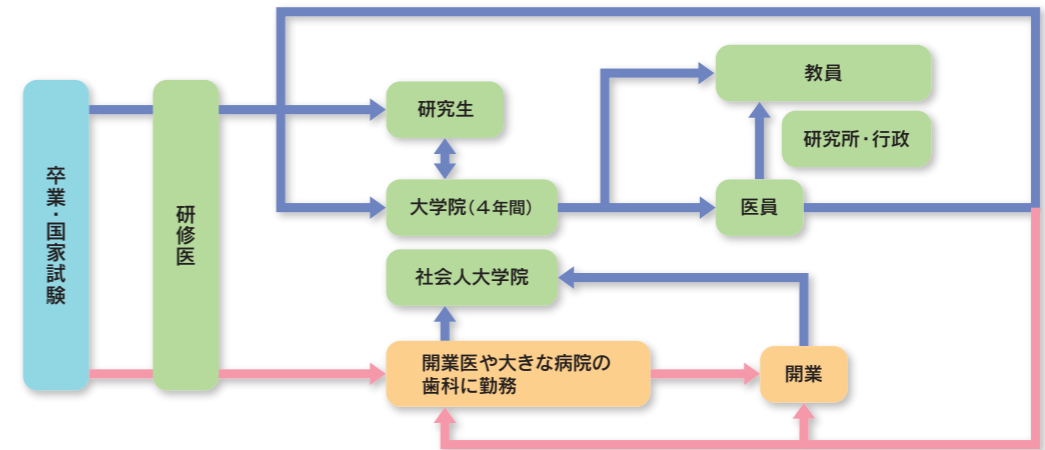 卒業・国家試験
研修医
研究生
大学院（4年間）
社会人大学院
開業医や大きな病院の
歯科に勤務
教員
研究所・行政
医員
開業